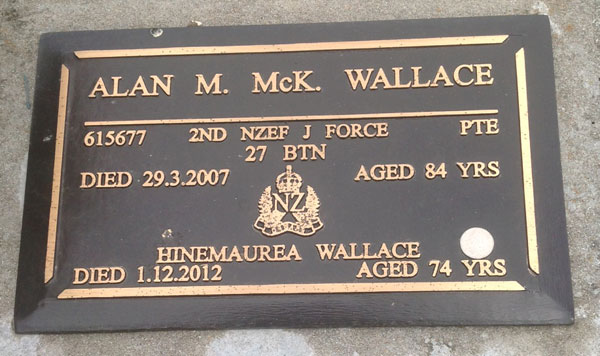 ALAN M. McK. WALLACE
615677 2ND NZEF J FORCE PTE
27 BTN
DIED 29.3.2007 AGED 84 YRS
NZ
HINEMAUREA WALLACE
DIED 1.12.2012 AGED 74 YRS